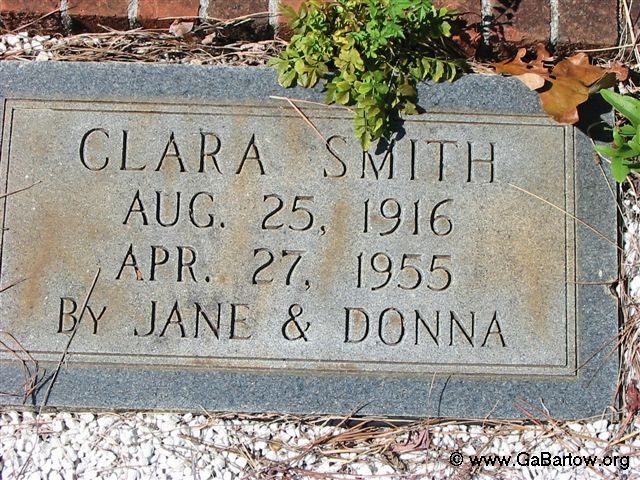 CLARA SMITH
AUG. 25, 1916
APR. 27, 1955
BY JANE & DONNA
© www.GaBartow.org